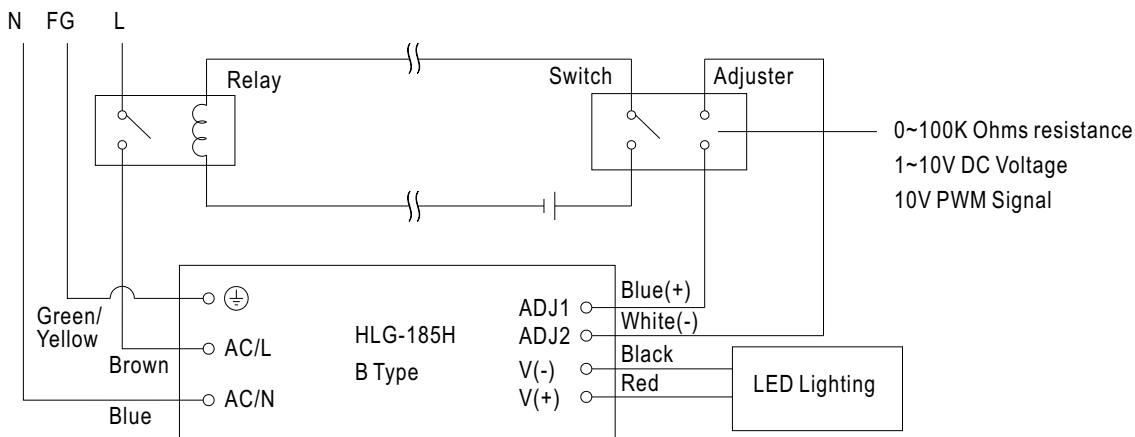 N FG L
Relay
Switch
Adjuster
0~100K Ohms resistance
1~10V DC Voltage
10V PWM Signal
Green/
Yellow
Brown
Blue
AC/L
AC/N
HLG-185H
B Type
ADJ1
ADJ2
V(-)
V(+)
Blue(+)
White(-)
Black
Red
LED Lighting